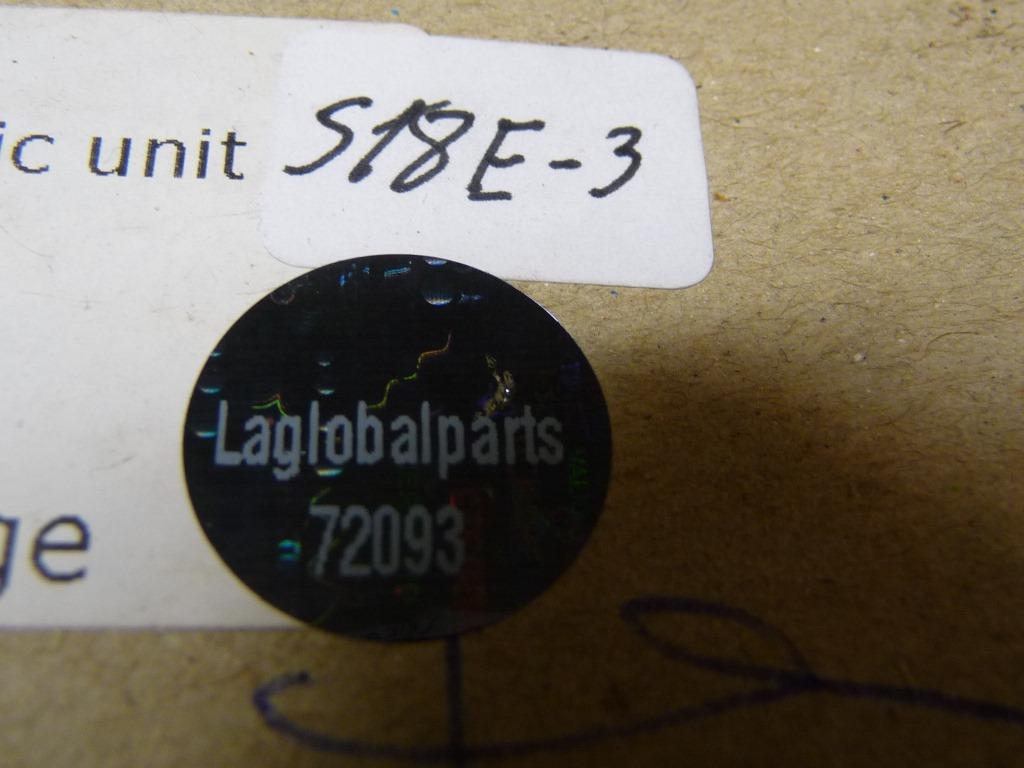 ic unit S18E-3
Laglobalparts
72093
ge